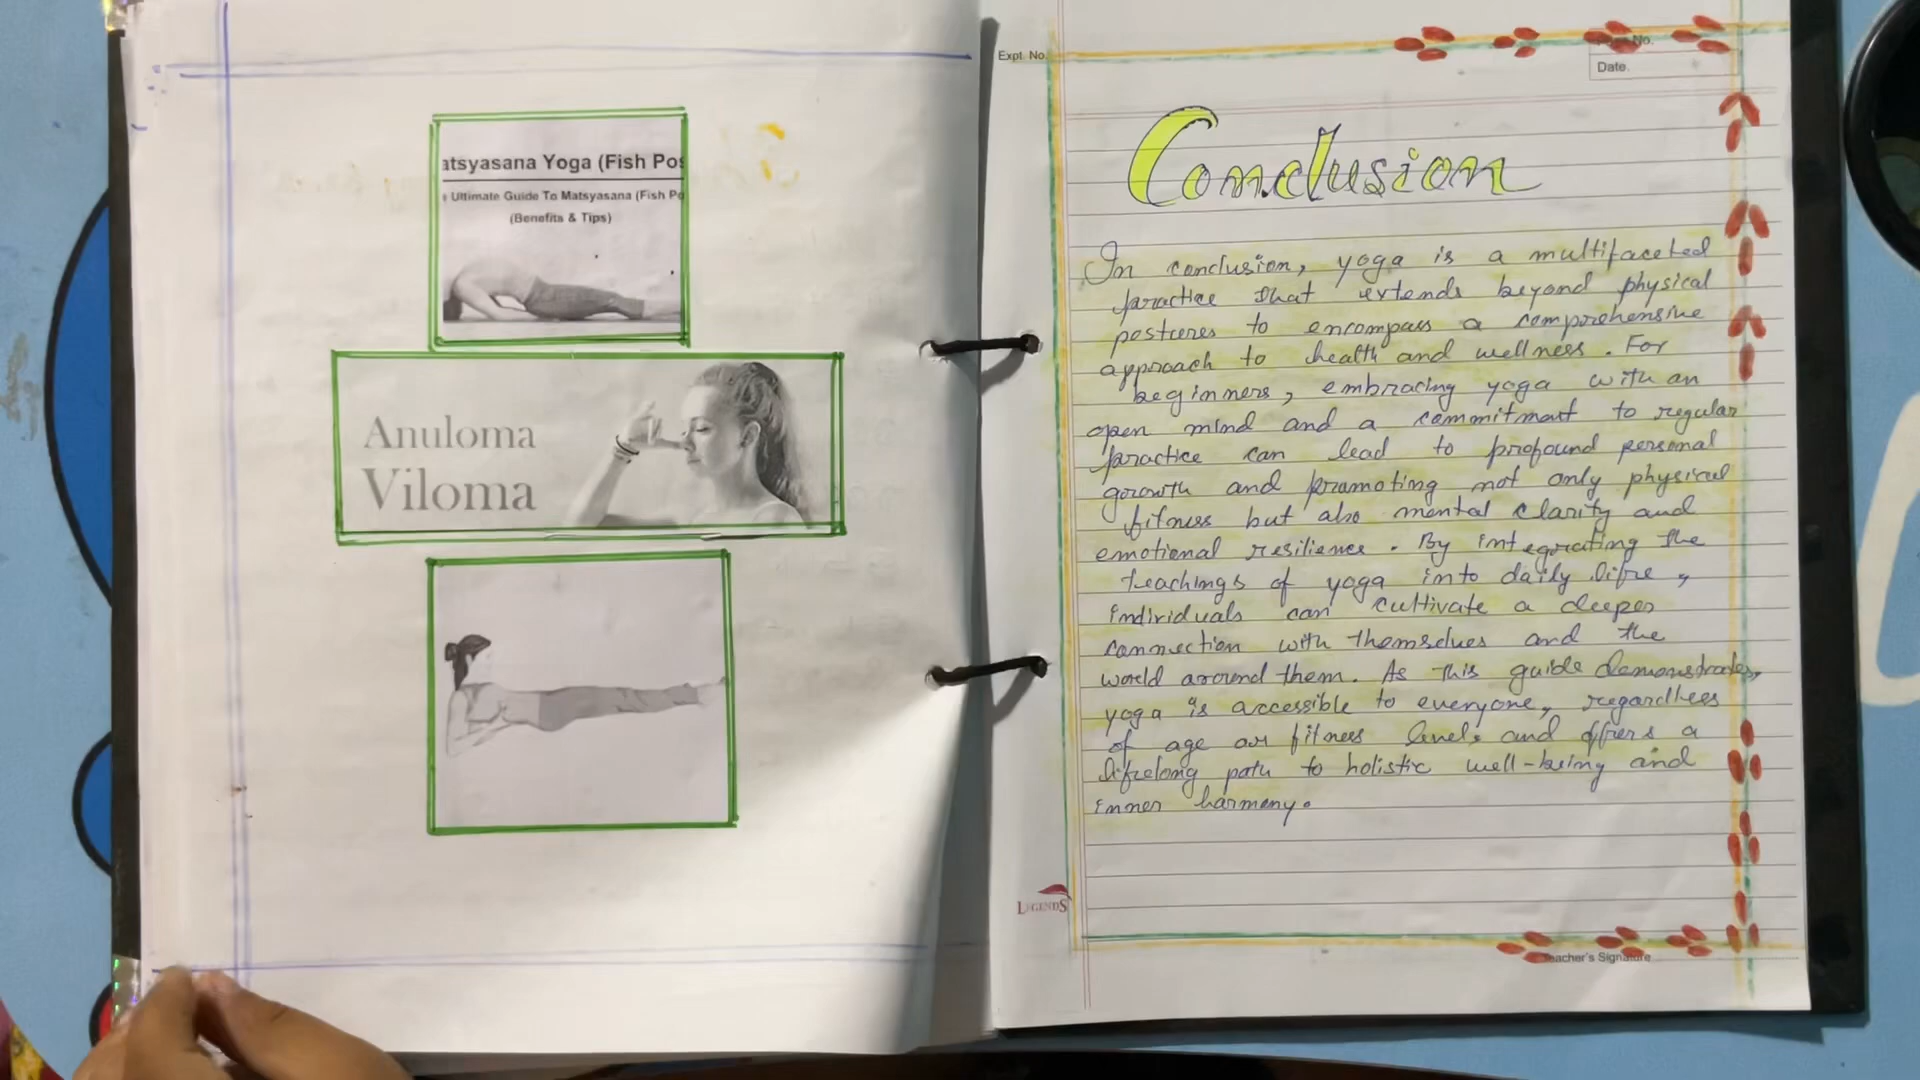 atsyasana Yoga (Fish Pos
Ultimate Guide To Matsyasana (Fish Po
(Benefits & Tips)
Anuloma
Viloma
Expt. No.
No.
Date.
Conclusion
In conclusion, yoga is a multifaceted
practice that extends beyond physical
postures to encompass a comprehensive
approach to health and wellness. For
beginners, embracing yoga with an
open mind and a commitment to regular
practice can lead to profound personal
growth and pramoting not only physical
fitness but also mental clarity and
emotional resilience. By integrating the
teachings of yoga into daily life,
individuals can cultivate a deeper
connection with themselves and the
world around them. As this guide demonstrates,
yoga is accessible to everyone, regardless
of age or fitness level, and offers a
lifelong path to holistic well-being and
inner harmony.
LEGENDS
Teacher's Signature